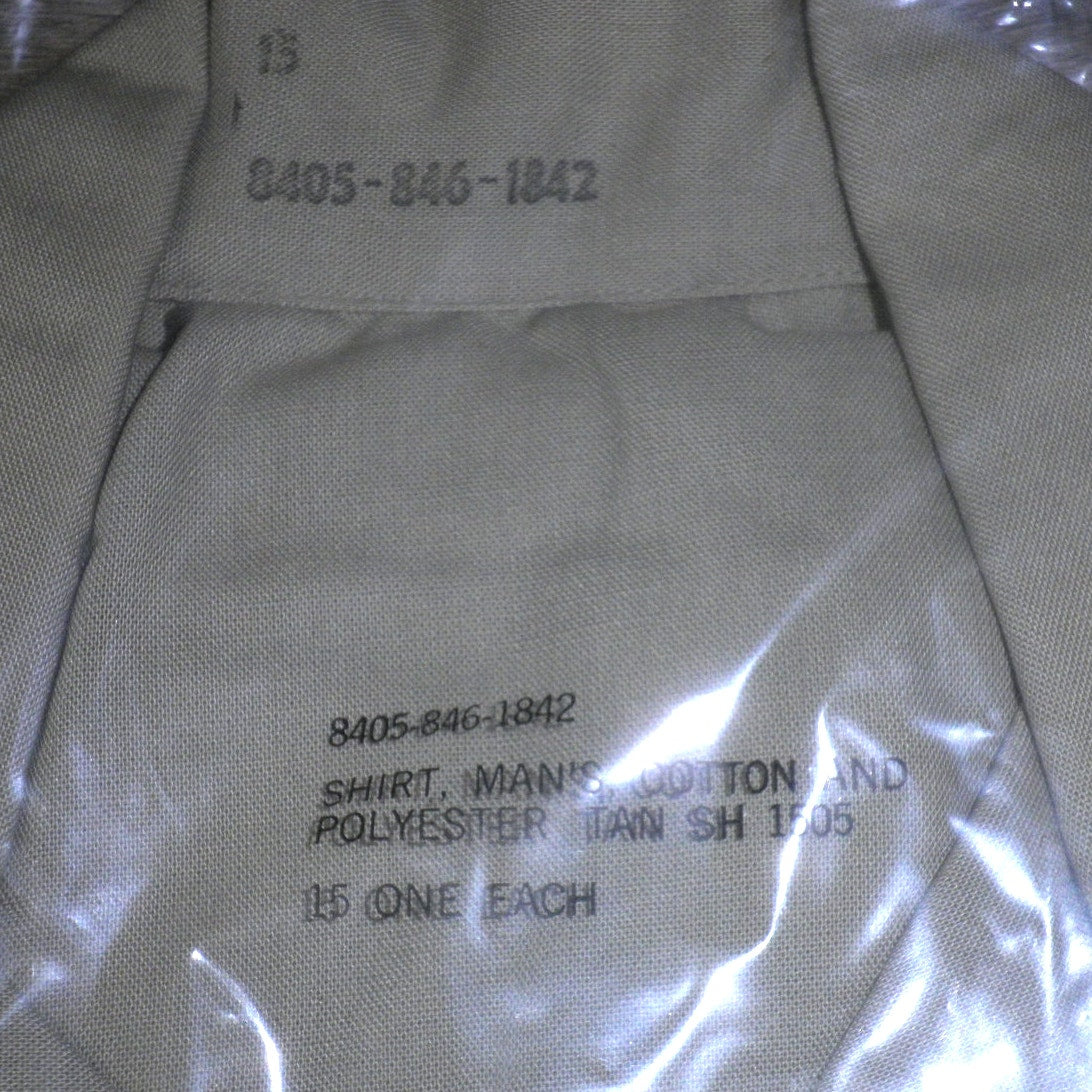 15
8405-846-1842
8405-846-1842
SHIRT, MAN'S, COTTON AND
POLYESTER TAN SH 1505
15 ONE EACH